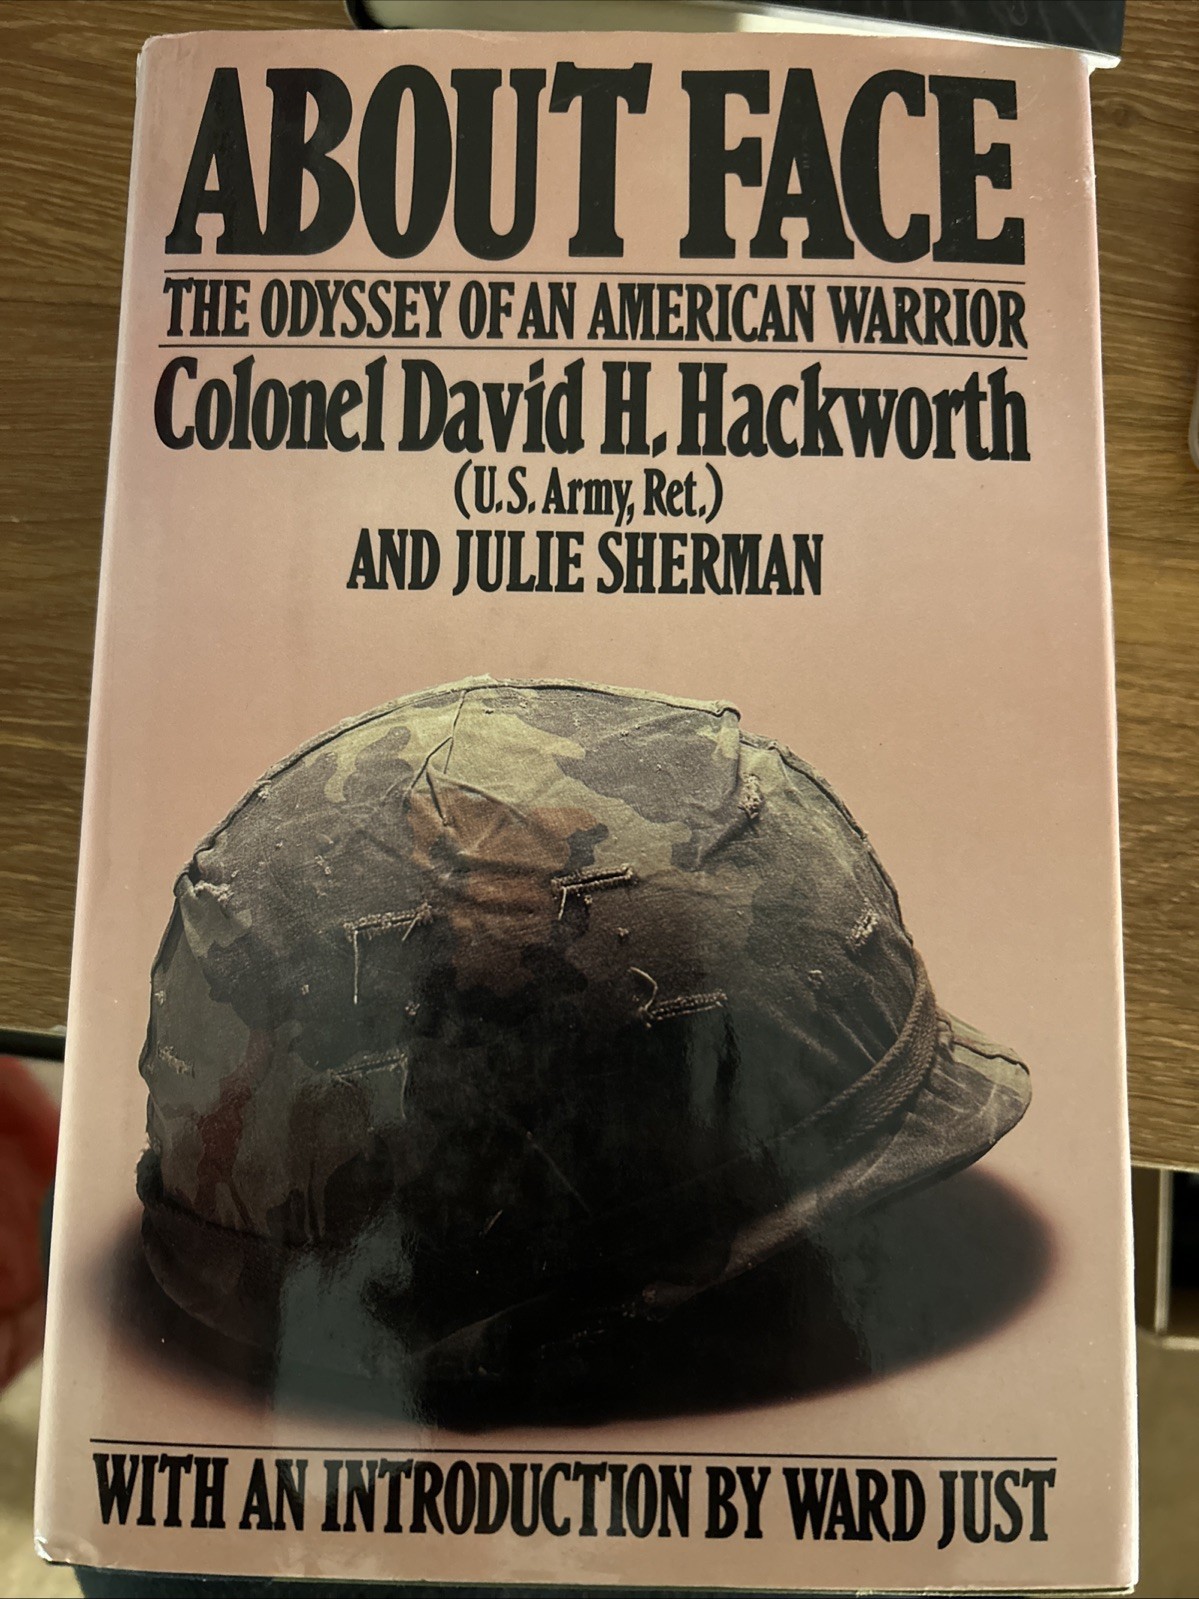 ABOUT FACE
THE ODYSSEY OF AN AMERICAN WARRIOR
Colonel David H. Hackworth
(U.S. Army, Ret.)
AND JULIE SHERMAN
WITH AN INTRODUCTION BY WARD JUST